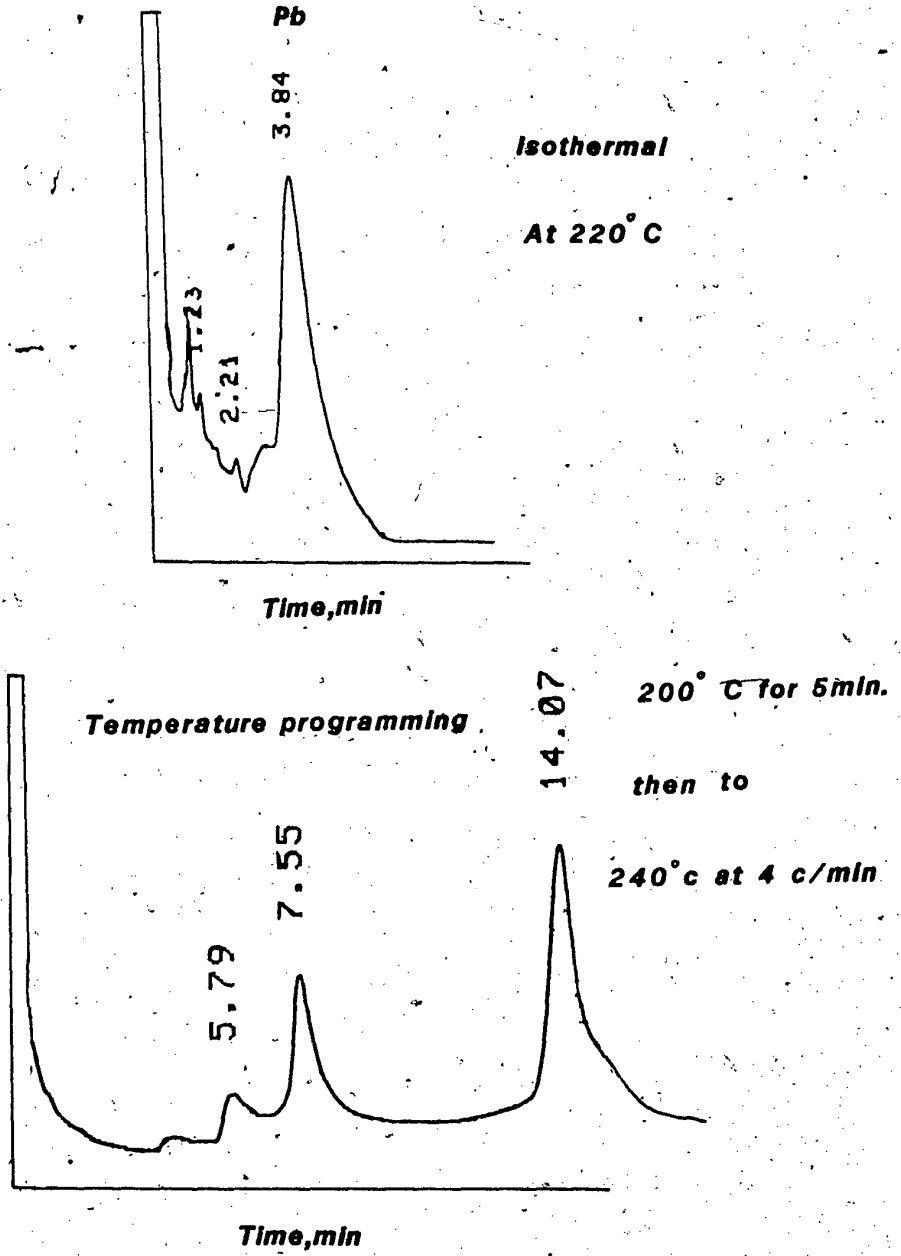 Pb
3.84
Isothermal
At 220°C
1.23
2.21
Time,min
Temperature programming
14.07
200°C for 5min.
then to
7.55
240°c at 4 c/min
5.79
Time,min